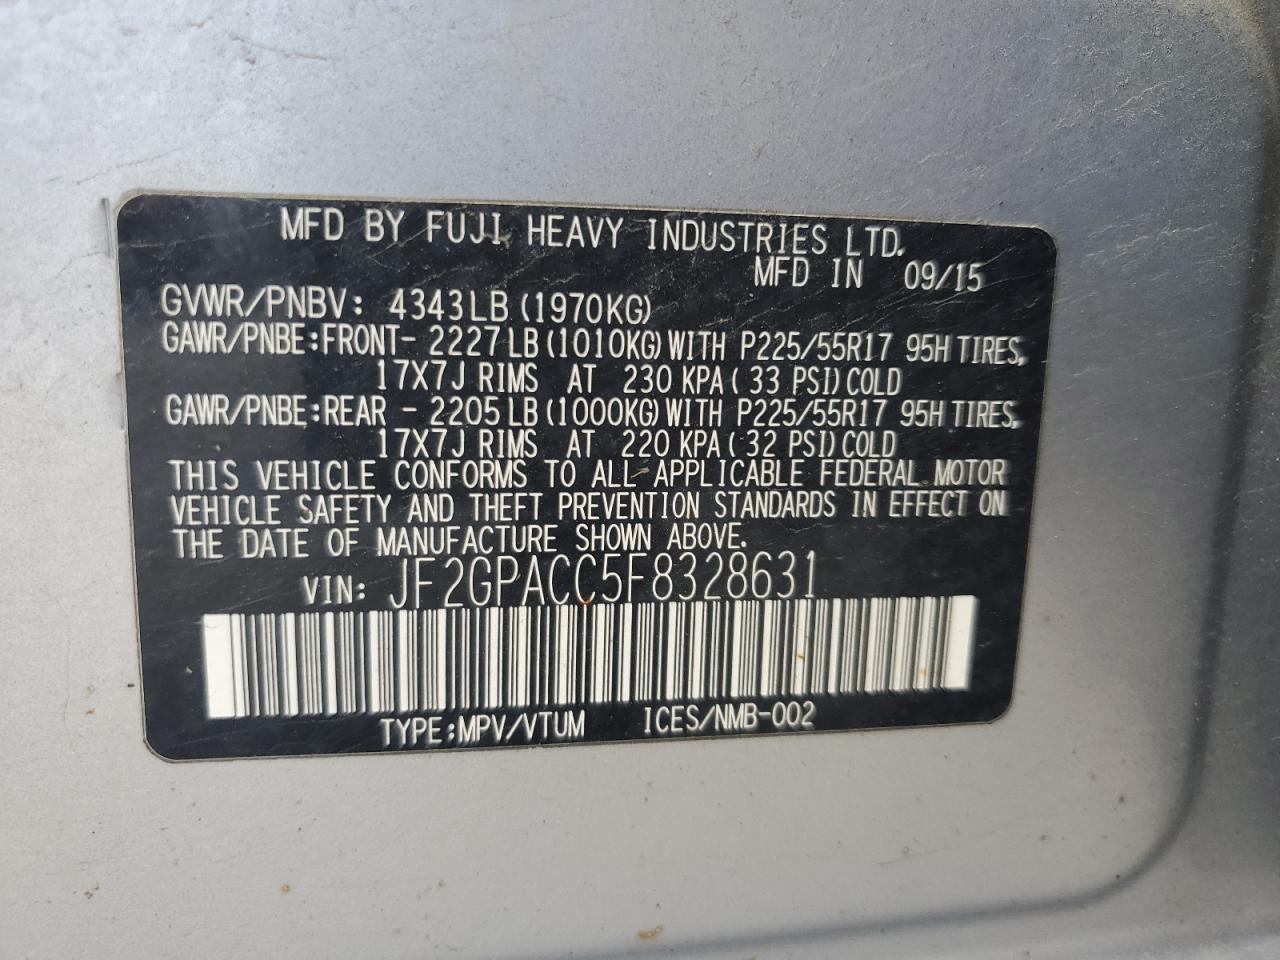 MFD BY FUJI HEAVY INDUSTRIES LTD.
MFD IN 09/15
GVWR/PNBV: 4343LB (1970KG)
GAWR/PNBE:FRONT- 2227LB (1010KG) WITH P225/55R17 95H TIRES,
17X7J RIMS AT 230 KPA( 33 PSI)COLD
GAWR/PNBE:REAR - 2205LB (1000KG) WITH P225/55R17 95H TIRES,
17X7J RIMS AT 220 KPA( 32 PSI)COLD
THIS VEHICLE CONFORMS TO ALL APPLICABLE FEDERAL MOTOR
VEHICLE SAFETY AND THEFT PREVENTION STANDARDS IN EFFECT ON
THE DATE OF MANUFACTURE SHOWN ABOVE.
VIN: JF2GPACC5F8328631
TYPE:MPV/VTUM ICES/NMB-002